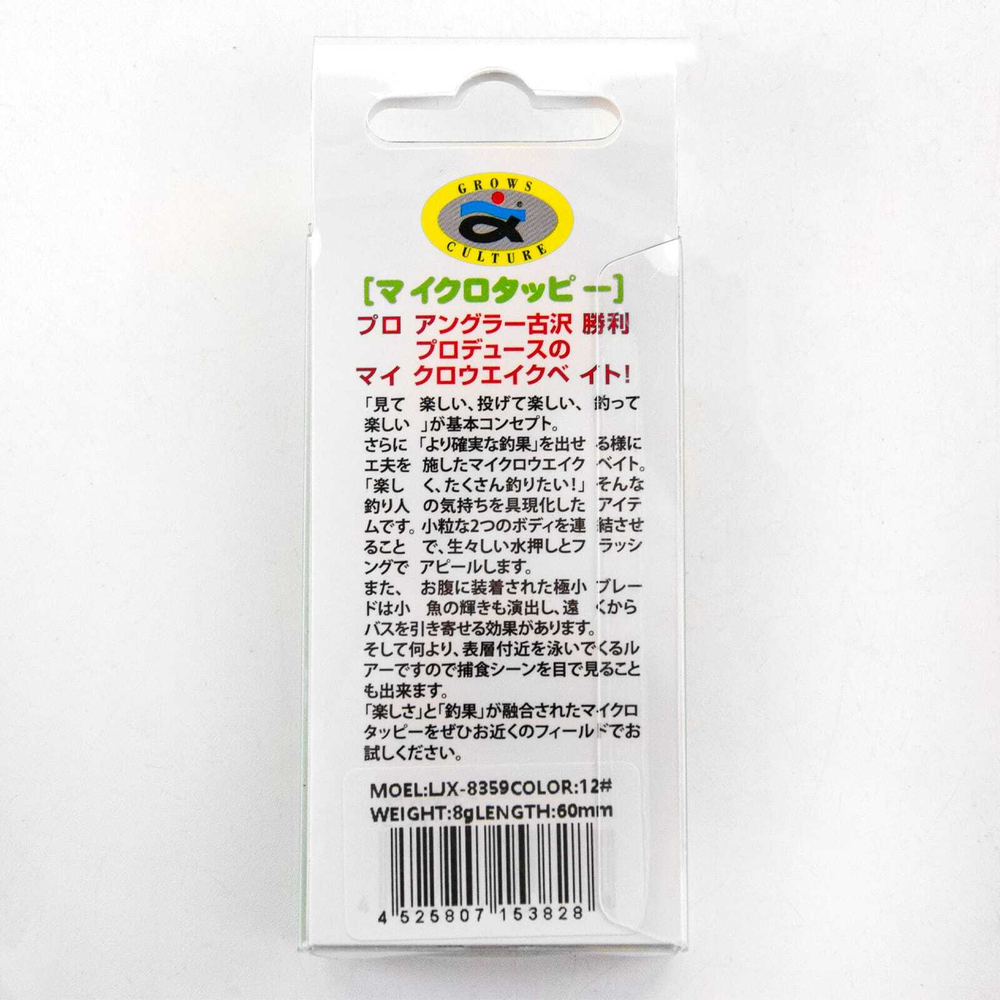 GROWS
CULTURE
[マイクロタッピー]
プロ アングラー古沢 勝利
プロデュースの
マイ クロウエイクベ イト!
「見て 楽しい、投げて楽しい、釣って
楽しい 」が基本コンセプト。
さらに 「より確実な釣果」を出せ る様に
工夫を 施したマイクロウエイク ベイト。
「楽し く、たくさん釣りたい!」 そんな
釣り人 の気持ちを具現化した アイテ
ムです。小粒な2つのボディを連 結させ
ること で、生々しい水押しとフ ラッシ
ングで アピールします。
また、 お腹に装着された極小 ブレー
ドは小 魚の輝きも演出し、遠 くから
バスを引き寄せる効果があります。
そして何より、表層付近を泳いでくるル
アーですので捕食シーンを目で見ること
も出来ます。
「楽しさ」と「釣果」が融合されたマイクロ
タッピーをぜひお近くのフィールドでお
試しください。
MOEL:LJX-8359COLOR:12#
WEIGHT:8gLENGTH:60mm
4 525807 153828